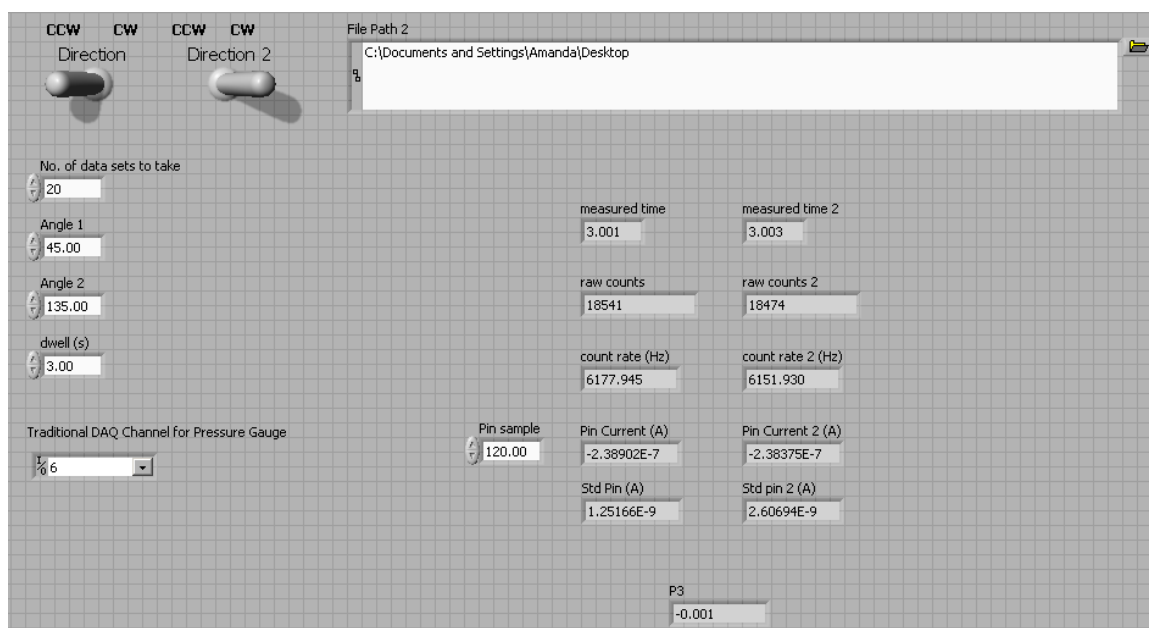 CCW CW CCW CW File Path 2
Direction Direction 2 C:\Documents and Settings\Amanda\Desktop
No. of data sets to take
20
measured time measured time 2
Angle 1
3.001 3.003
45.00
Angle 2 raw counts raw counts 2
135.00 18541 18474
dwell (s)
count rate (Hz) count rate 2 (Hz)
3.00
6177.945 6151.930
Traditional DAQ Channel for Pressure Gauge Pin sample Pin Current (A) Pin Current 2 (A)
120.00 -2.38902E-7 -2.38375E-7
6
Std Pin (A) Std pin 2 (A)
1.25166E-9 2.60694E-9
P3
-0.001